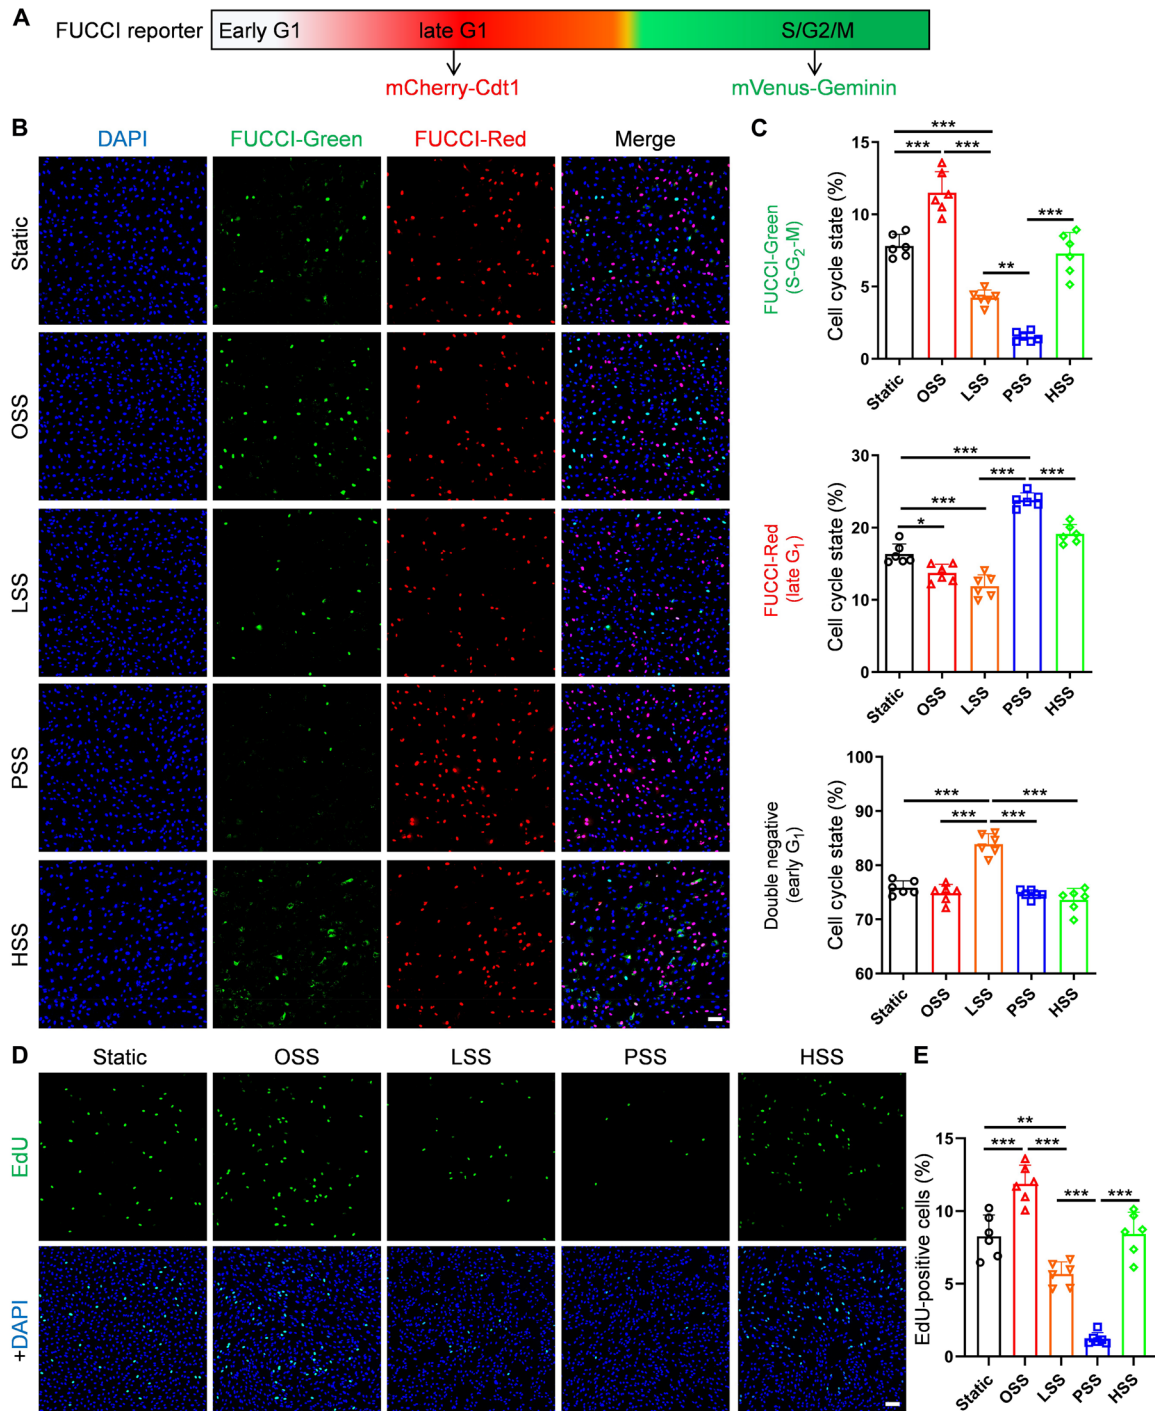 A
FUCCI reporter
Early G1
late G1
S/G2/M
mCherry-Cdt1
mVenus-Geminin
B
DAPI
FUCCI-Green
FUCCI-Red
Merge
Static
OSS
LSS
PSS
HSS
C
FUCCI-Green
(S-G₂-M)
Cell cycle state (%)
15
10
5
0
***
***
***
***
**
Static
OSS
LSS
PSS
HSS
FUCCI-Red
(late G₁)
Cell cycle state (%)
30
20
10
0
***
***
***
***
*
Static
OSS
LSS
PSS
HSS
Double negative
(early G₁)
Cell cycle state (%)
100
90
80
70
60
***
***
***
***
Static
OSS
LSS
PSS
HSS
D
Static
OSS
LSS
PSS
HSS
EdU
+DAPI
E
EdU-positive cells (%)
15
10
5
0
**
***
***
***
***
Static
OSS
LSS
PSS
HSS